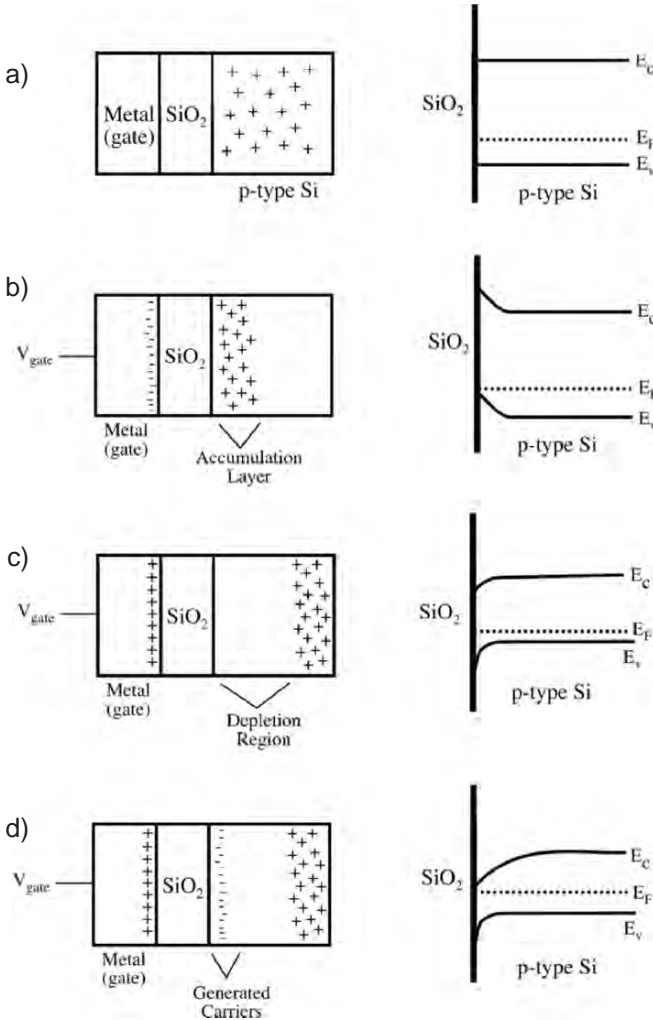 a)
Metal
(gate)
SiO2
p-type Si
SiO2
Ec
EF
Ev
p-type Si
b)
Vgate
SiO2
Metal
(gate)
Accumulation
Layer
SiO2
Ec
EF
Ev
p-type Si
c)
Vgate
SiO2
Metal
(gate)
Depletion
Region
SiO2
Ec
EF
Ev
p-type Si
d)
Vgate
SiO2
Metal
(gate)
Generated
Carriers
SiO2
Ec
EF
Ev
p-type Si